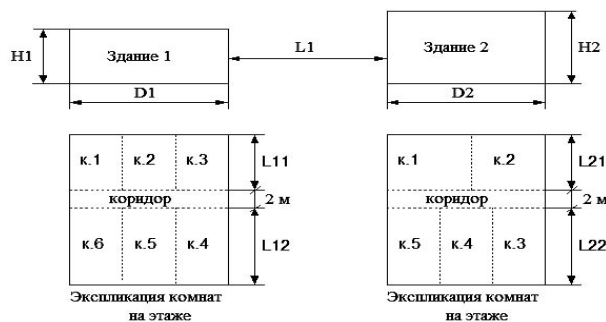 H1
Здание 1
L1
Здание 2
H2
D1
D2
к.1 к.2 к.3
L11
коридор
2 м
к.6 к.5 к.4
L12
Экспликация комнат
на этаже
к.1 к.2
L21
коридор
2 м
к.5 к.4 к.3
L22
Экспликация комнат
на этаже